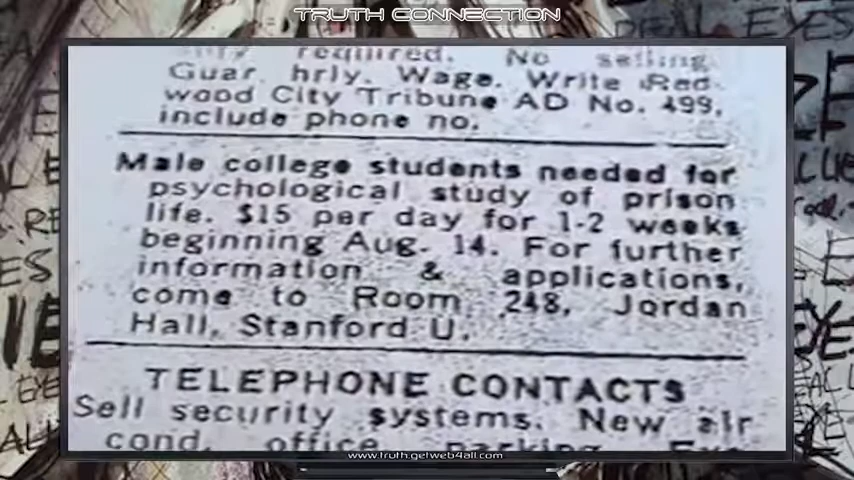 TRUTH CONNECTION
required. No selling.
Guar. hrly. Wage. Write Red-
wood City Tribune AD No. 499,
include phone no.
Male college students needed for
psychological study of prison
life. $15 per day for 1-2 weeks
beginning Aug. 14. For further
information & applications,
come to Room 248, Jordan
Hall, Stanford U.
TELEPHONE CONTACTS
Sell security systems. New air
cond. office parking
www.truth.getweb4all.com